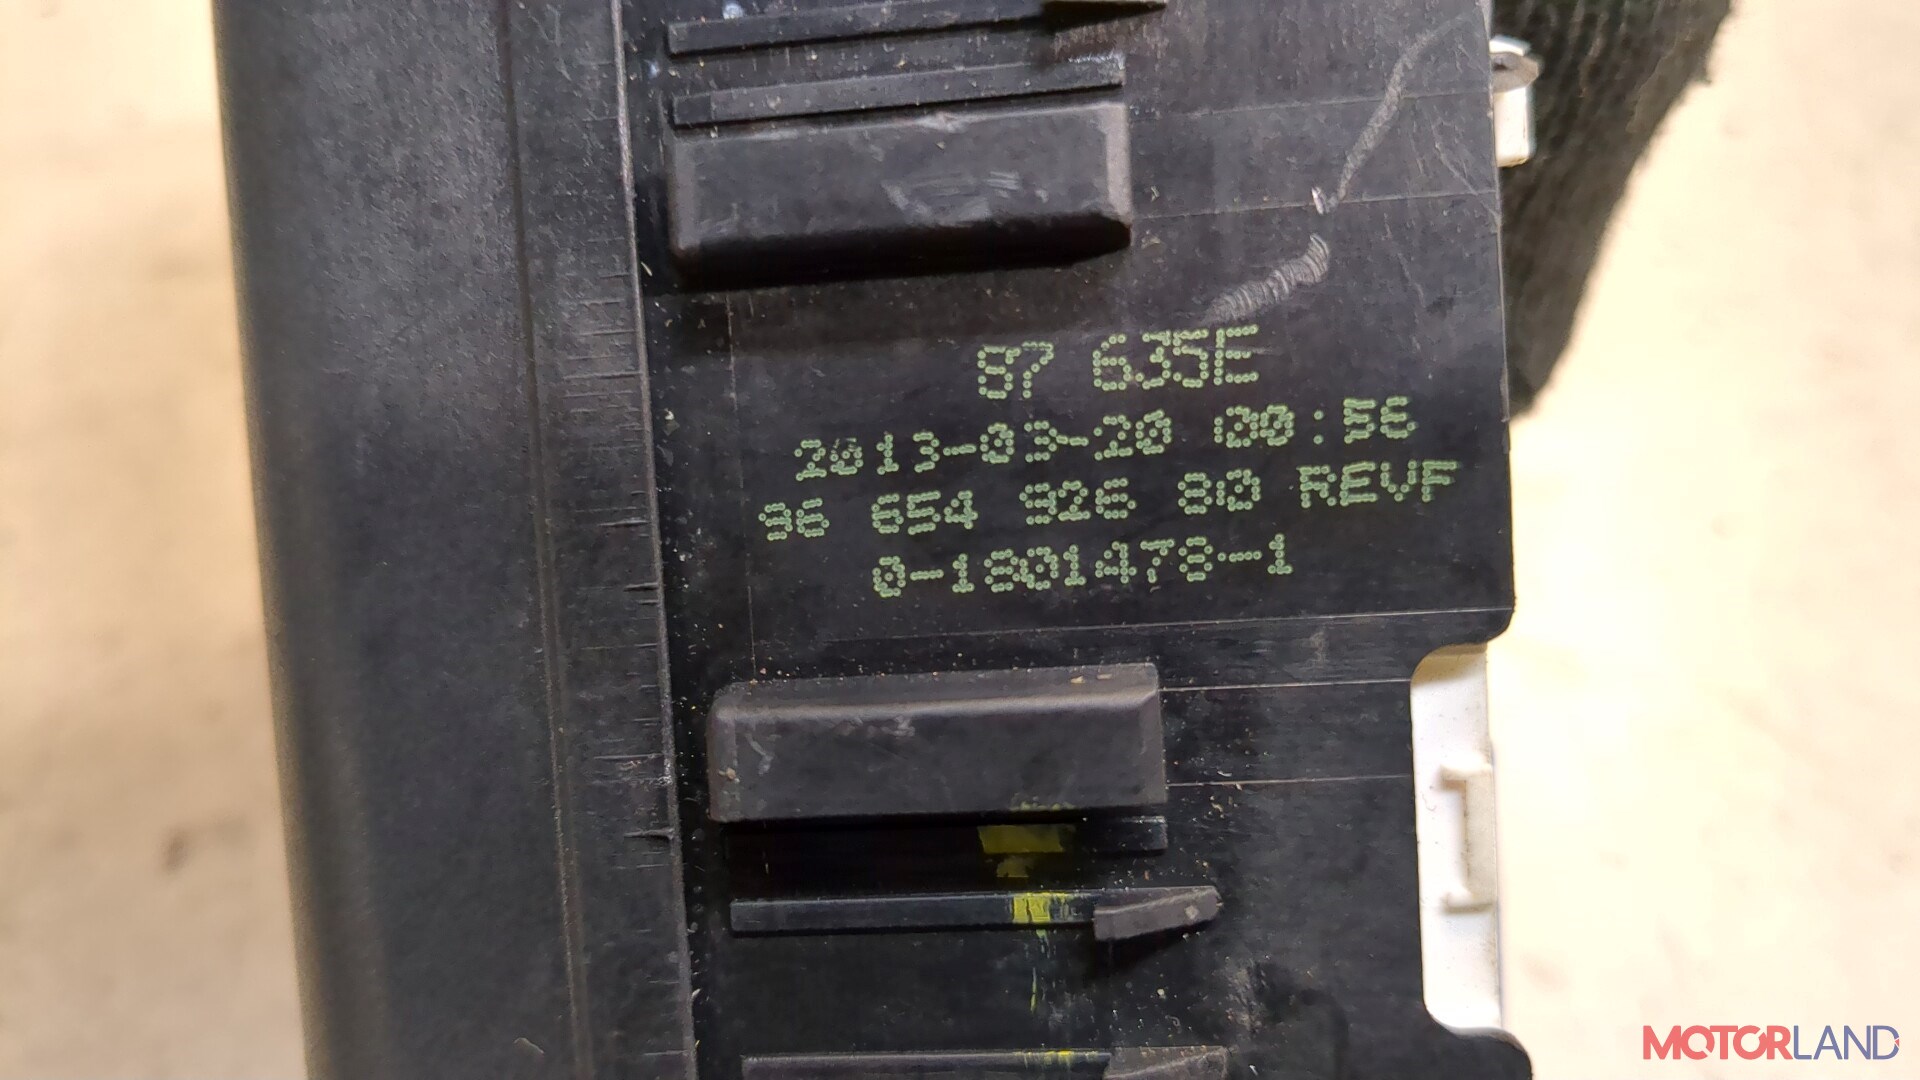 87 635E
2013-03-20 00:56
96 654 926 80 REVF
0-1801478-1
MOTORLAND